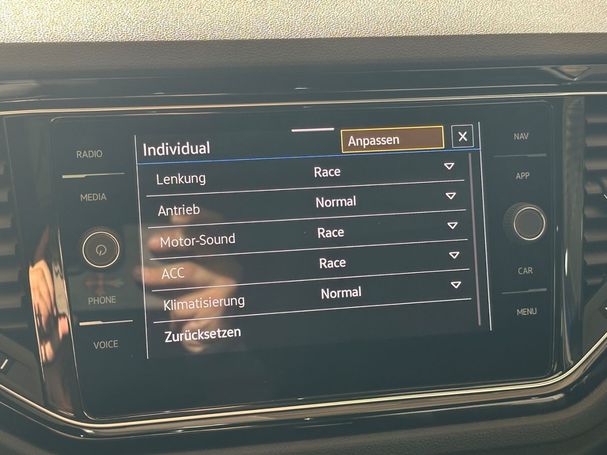 RADIO
MEDIA
PHONE
VOICE
Individual Anpassen X
Lenkung Race
Antrieb Normal
Motor-Sound Race
ACC Race
Klimatisierung Normal
Zurücksetzen
NAV
APP
CAR
MENU